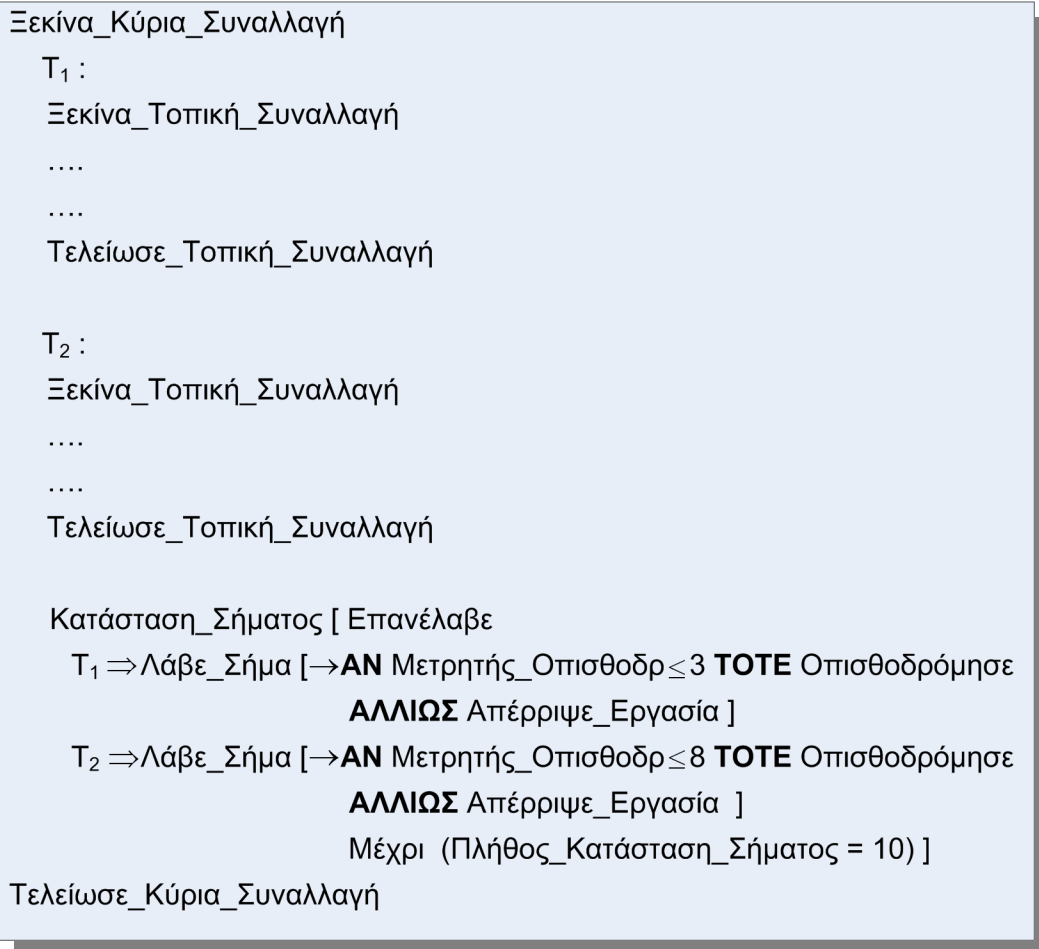 Ξεκίνα_Κύρια_Συναλλαγή
T₁ :
Ξεκίνα_Τοπική_Συναλλαγή
....
....
Τελείωσε_Τοπική_Συναλλαγή
T₂ :
Ξεκίνα_Τοπική_Συναλλαγή
....
....
Τελείωσε_Τοπική_Συναλλαγή
Κατάσταση_Σήματος [ Επανέλαβε
T₁ ⇒Λάβε_Σήμα [→ΑΝ Μετρητής_Οπισθοδρ≤3 ΤΟΤΕ Οπισθοδρόμησε
ΑΛΛΙΩΣ Απέρριψε_Εργασία ]
T₂ ⇒Λάβε_Σήμα [→ΑΝ Μετρητής_Οπισθοδρ≤8 ΤΟΤΕ Οπισθοδρόμησε
ΑΛΛΙΩΣ Απέρριψε_Εργασία ]
Μέχρι (Πλήθος_Κατάσταση_Σήματος = 10) ]
Τελείωσε_Κύρια_Συναλλαγή